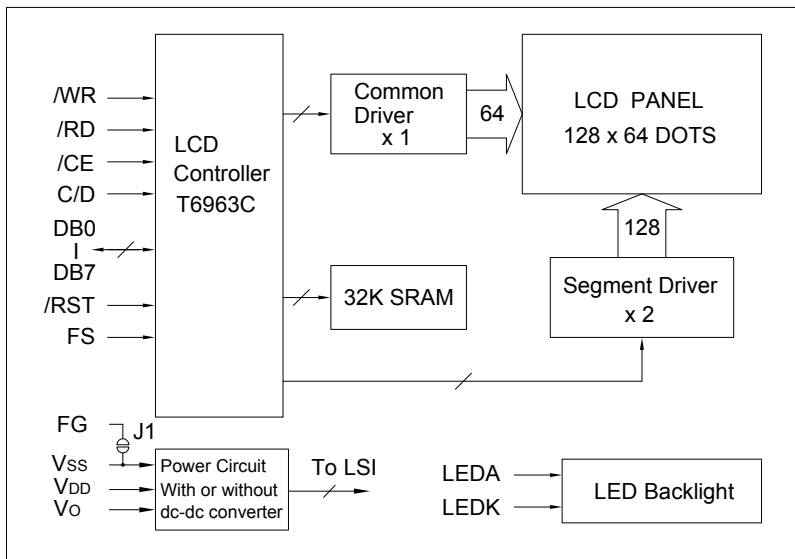 /WR
/RD
/CE
C/D
DB0
I
DB7
/RST
FS
LCD
Controller
T6963C
Common
Driver
x 1
64
LCD PANEL
128 x 64 DOTS
128
Segment Driver
x 2
32K SRAM
FG
J1
VSS
VDD
VO
Power Circuit
With or without
dc-dc converter
To LSI
LEDA
LEDK
LED Backlight